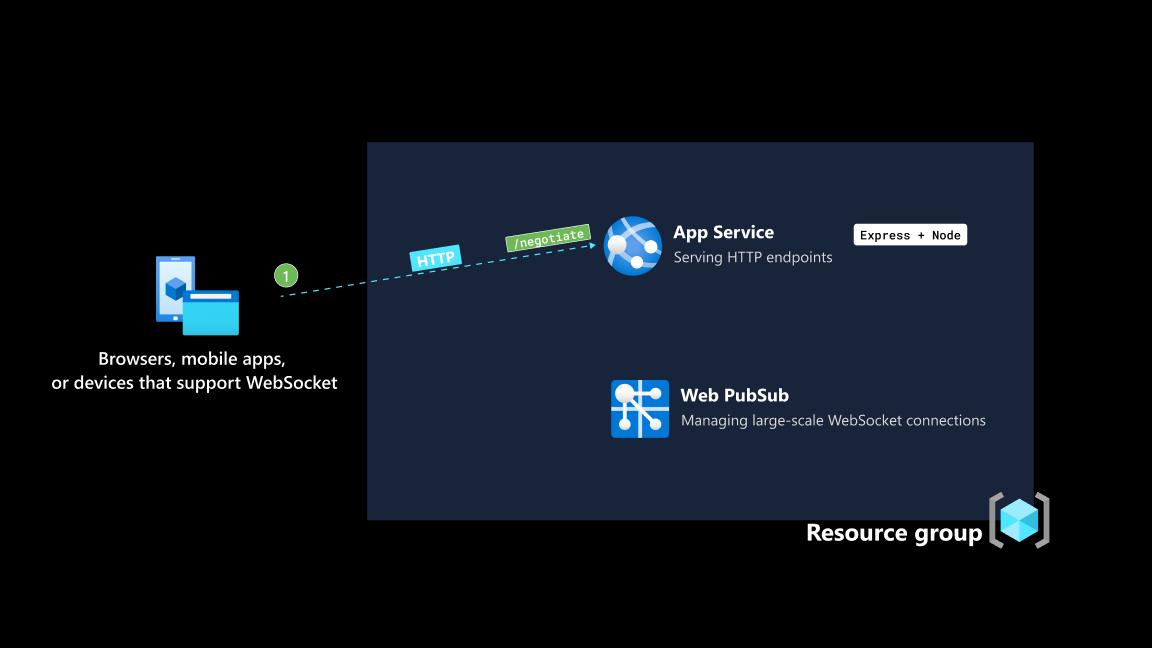 App Service
Express + Node
/negotiate
HTTP
Serving HTTP endpoints
1
Browsers, mobile apps,
or devices that support WebSocket
Web PubSub
Managing large-scale WebSocket connections
Resource group